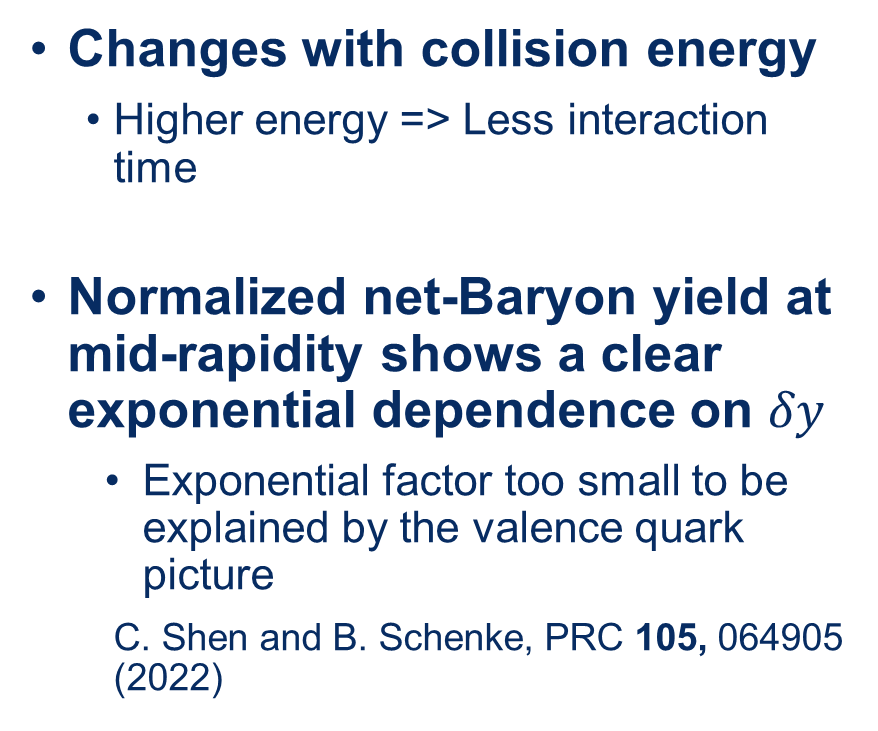 • Changes with collision energy
• Higher energy => Less interaction
time
• Normalized net-Baryon yield at
mid-rapidity shows a clear
exponential dependence on 𝛿𝑦
• Exponential factor too small to be
explained by the valence quark
picture
C. Shen and B. Schenke, PRC 105, 064905
(2022)